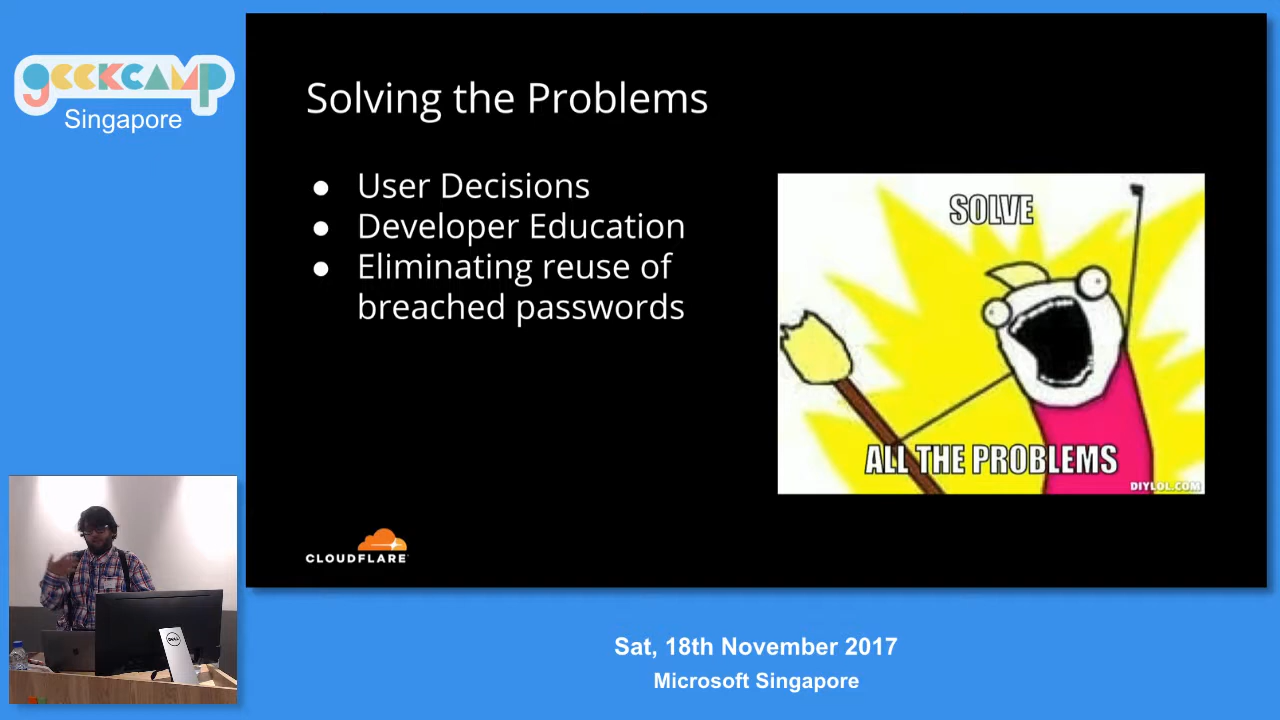 geekcamp
Singapore
Solving the Problems
● User Decisions
● Developer Education
● Eliminating reuse of
breached passwords
SOLVE
ALL THE PROBLEMS
DIYLOL.COM
CLOUDFLARE
DELL
Sat, 18th November 2017
Microsoft Singapore